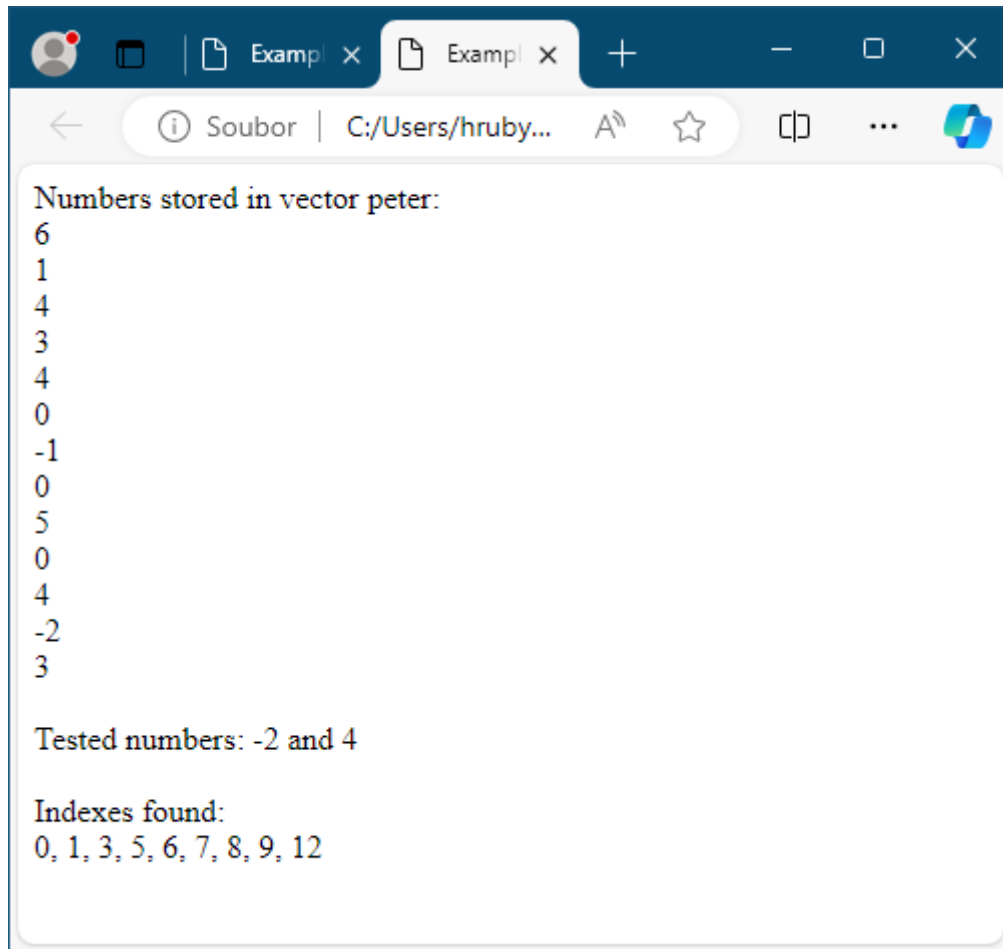 Exampl
Exampl
Soubor
C:/Users/hruby...
Numbers stored in vector peter:
6
1
4
3
4
0
-1
0
5
0
4
-2
3
Tested numbers: -2 and 4
Indexes found:
0, 1, 3, 5, 6, 7, 8, 9, 12